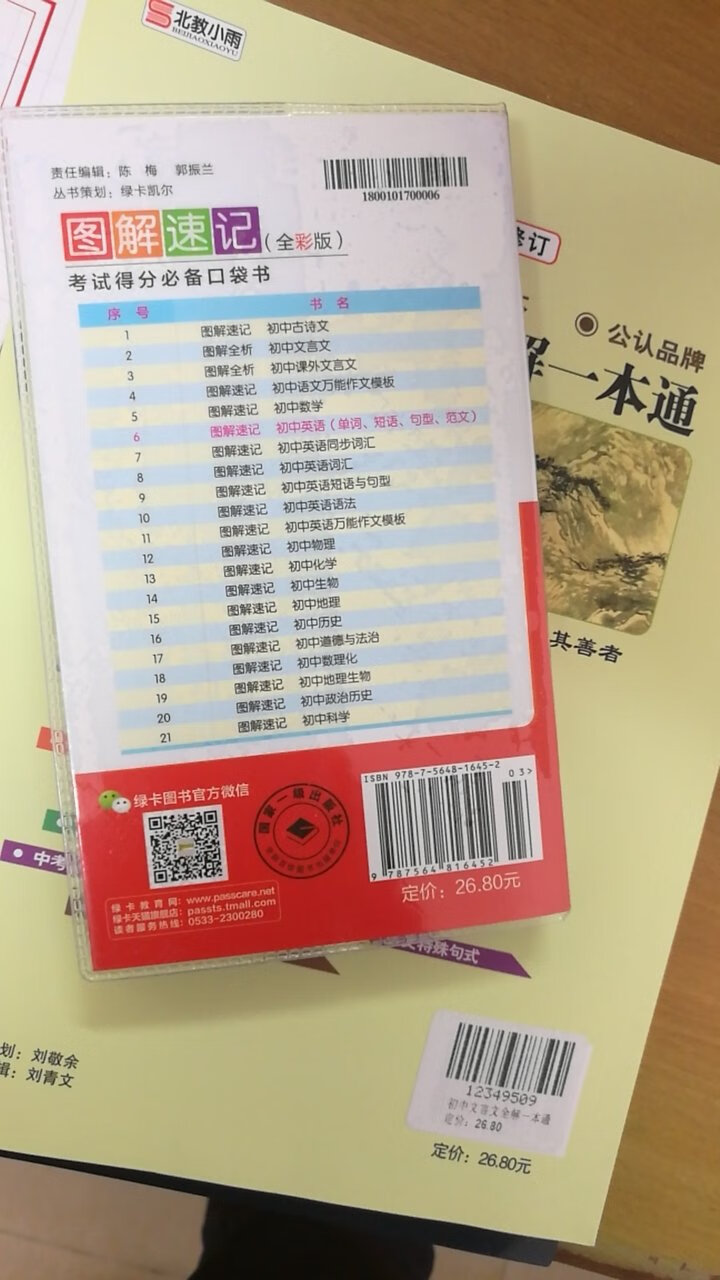 北教小雨
BEIJIAOXIAOYU
责任编辑：陈 梅 郭振兰
丛书策划：绿卡凯尔
1800101700006
图解速记（全彩版）
考试得分必备口袋书
序 号 书 名
1 图解速记 初中古诗文
2 图解全析 初中文言文
3 图解全析 初中课外文言文
4 图解速记 初中语文万能作文模板
5 图解速记 初中数学
6 图解速记 初中英语（单词、短语、句型、范文）
7 图解速记 初中英语同步词汇
8 图解速记 初中英语词汇
9 图解速记 初中英语短语与句型
10 图解速记 初中英语语法
11 图解速记 初中英语万能作文模板
12 图解速记 初中物理
13 图解速记 初中化学
14 图解速记 初中生物
15 图解速记 初中地理
16 图解速记 初中历史
17 图解速记 初中道德与法治
18 图解速记 初中数理化
19 图解速记 初中地理生物
20 图解速记 初中政治历史
21 图解速记 初中科学
绿卡图书官方微信
国家一级出版社
ISBN 978-7-5648-1645-2
03>
9 787564 816452
定价：26.80元
绿卡教育网：www.passcare.net
绿卡天猫旗舰店：passts.tmall.com
读者服务热线：0533-2300280
修订
公认品牌
解一本通
其善者
中考
特殊句式
划：刘敬余
辑：刘青文
12349509
初中文言文全解一本通
定价：26.80
定价：26.80元